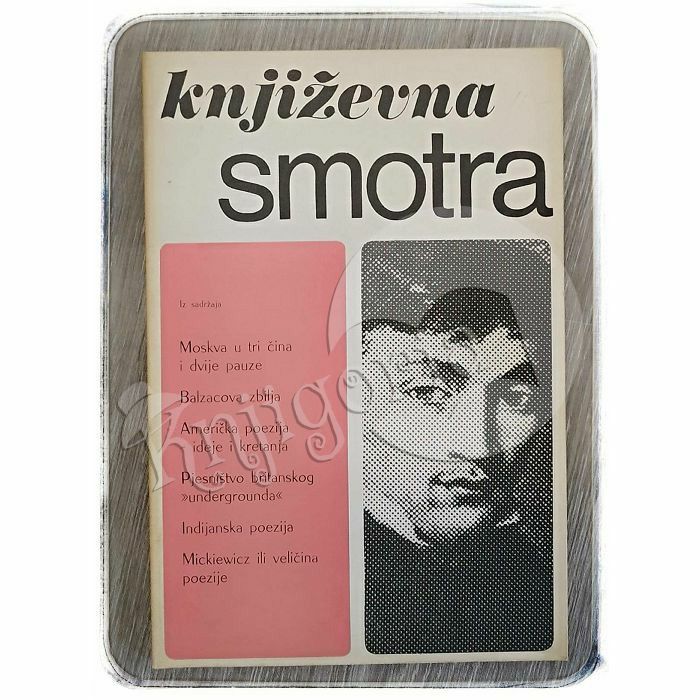 književna
smotra
Iz sadržaja
Moskva u tri čina
i dvije pauze
Balzacova zbilja
Američka poezija
ideje i kretanja
Pjesništvo britanskog
»undergrounda«
Indijanska poezija
Mickiewicz ili veličina
poezije